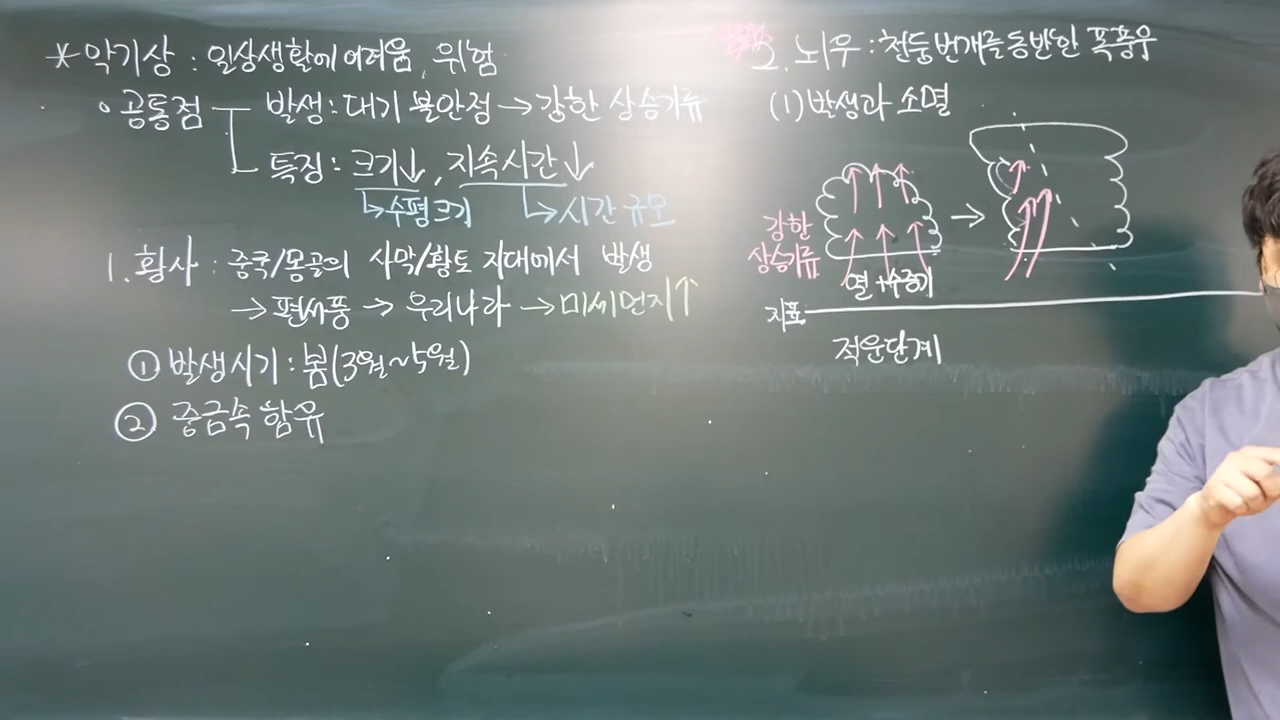 * 악기상 : 일상생활에 어려움, 위험
∘ 공통점 ─ 발생 : 대기 불안정 → 강한 상승기류
특징 : 크기↓, 지속시간↓
↳수평크기 ↳시간 규모
1. 황사 : 중국/몽골의 사막/황토 지대에서 발생
→ 편서풍 → 우리나라 → 미세먼지↑
① 발생시기 : 봄(3월~5월)
② 중금속 함유
2. 뇌우 : 천둥번개를 동반한 폭풍우
(1) 발생과 소멸
강한
상승기류
→
열+수증기
지표
적운단계